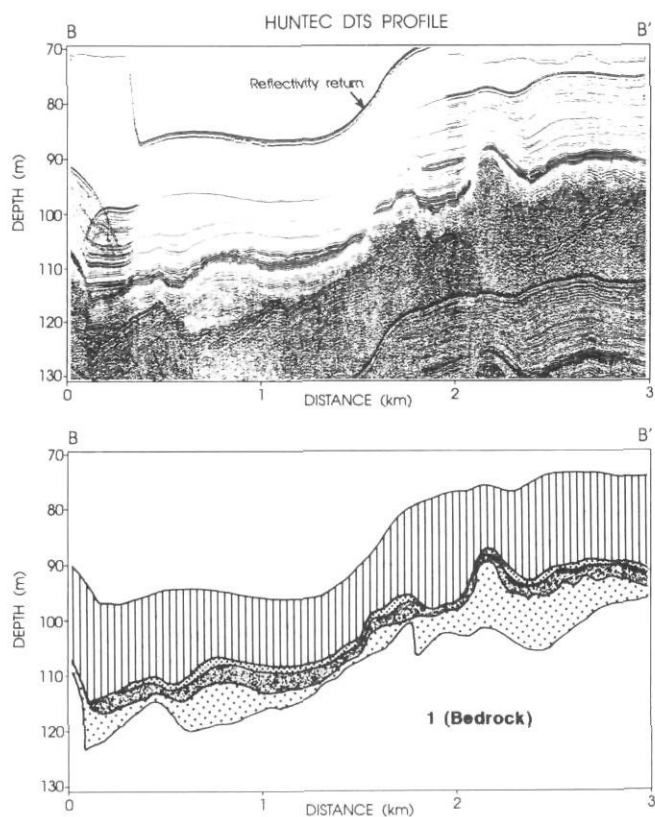 HUNTEC DTS PROFILE
B B'
70
80
90
100
110
120
130
DEPTH (m)
Reflectivity return
0 1 2 3
DISTANCE (km)
B B'
70
80
90
100
110
120
130
DEPTH (m)
1 (Bedrock)
0 1 2 3
DISTANCE (km)